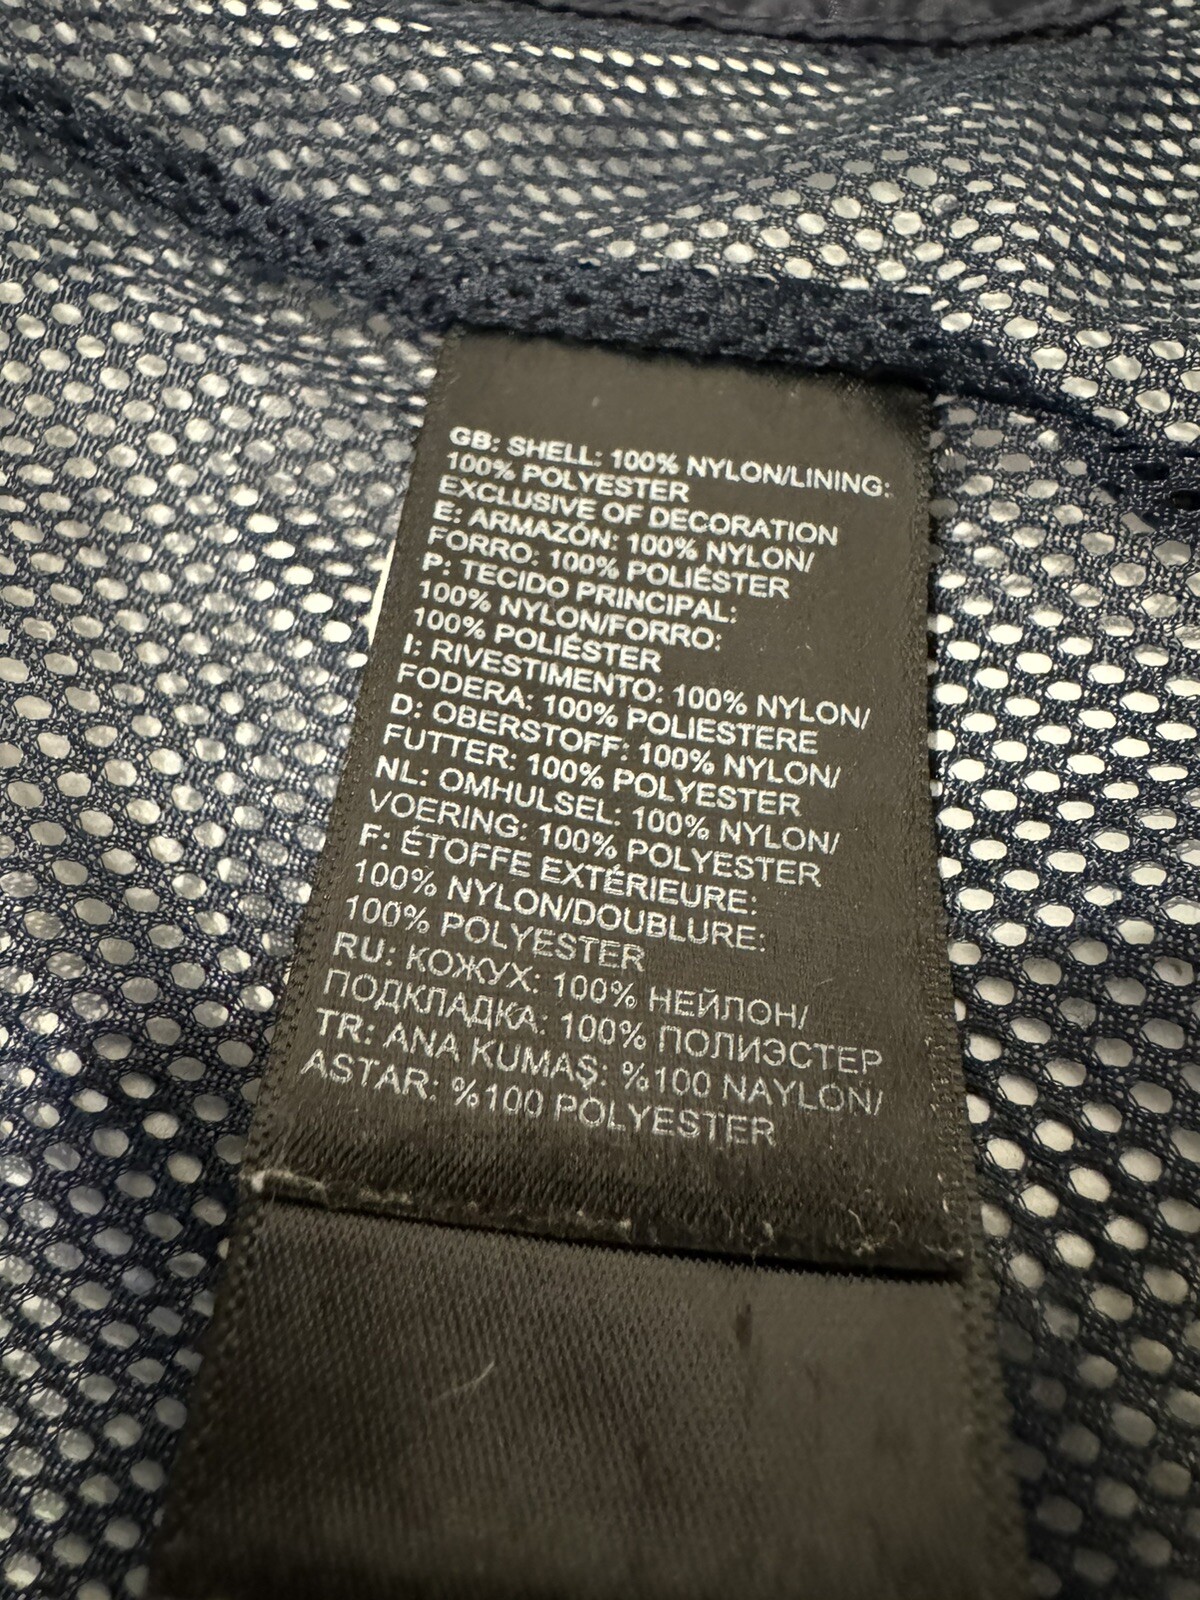 GB: SHELL: 100% NYLON/LINING:
100% POLYESTER
EXCLUSIVE OF DECORATION
E: ARMAZÓN: 100% NYLON/
FORRO: 100% POLIÉSTER
P: TECIDO PRINCIPAL:
100% NYLON/FORRO:
100% POLIÉSTER
I: RIVESTIMENTO: 100% NYLON/
FODERA: 100% POLIESTERE
D: OBERSTOFF: 100% NYLON/
FUTTER: 100% POLYESTER
NL: OMHULSEL: 100% NYLON/
VOERING: 100% POLYESTER
F: ÉTOFFE EXTÉRIEURE:
100% NYLON/DOUBLURE:
100% POLYESTER
RU: КОЖУХ: 100% НЕЙЛОН/
ПОДКЛАДКА: 100% ПОЛИЭСТЕР
TR: ANA KUMAŞ: %100 NAYLON/
ASTAR: %100 POLYESTER